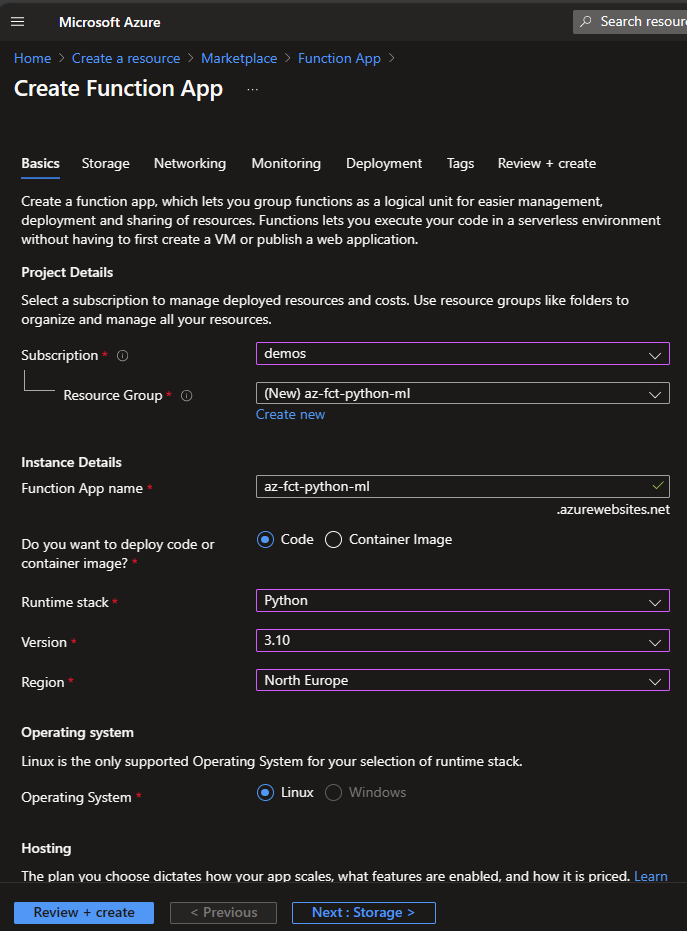 Microsoft Azure
Search resour
Home > Create a resource > Marketplace > Function App >
Create Function App ...
Basics Storage Networking Monitoring Deployment Tags Review + create
Create a function app, which lets you group functions as a logical unit for easier management,
deployment and sharing of resources. Functions lets you execute your code in a serverless environment
without having to first create a VM or publish a web application.
Project Details
Select a subscription to manage deployed resources and costs. Use resource groups like folders to
organize and manage all your resources.
Subscription * demos
Resource Group * (New) az-fct-python-ml
Create new
Instance Details
Function App name * az-fct-python-ml
.azurewebsites.net
Do you want to deploy code or
container image? *
Code Container Image
Runtime stack * Python
Version * 3.10
Region * North Europe
Operating system
Linux is the only supported Operating System for your selection of runtime stack.
Operating System * Linux Windows
Hosting
The plan you choose dictates how your app scales, what features are enabled, and how it is priced. Learn
Review + create < Previous Next : Storage >